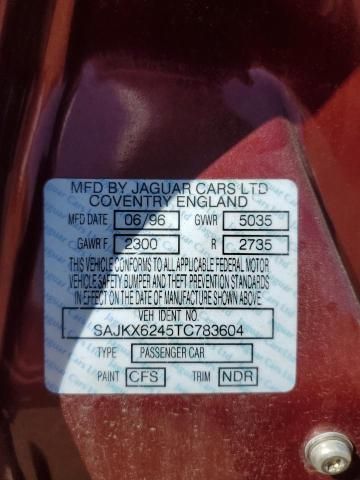 MFD BY JAGUAR CARS LTD
COVENTRY ENGLAND
MFD DATE 06/96 GVWR 5035
GAWR F 2300 R 2735
THIS VEHICLE CONFORMS TO ALL APPLICABLE FEDERAL MOTOR
VEHICLE SAFETY BUMPER AND THEFT PREVENTION STANDARDS
IN EFFECT ON THE DATE OF MANUFACTURE SHOWN ABOVE
VEH IDENT NO.
SAJKX6245TC783604
TYPE PASSENGER CAR
PAINT CFS TRIM NDR